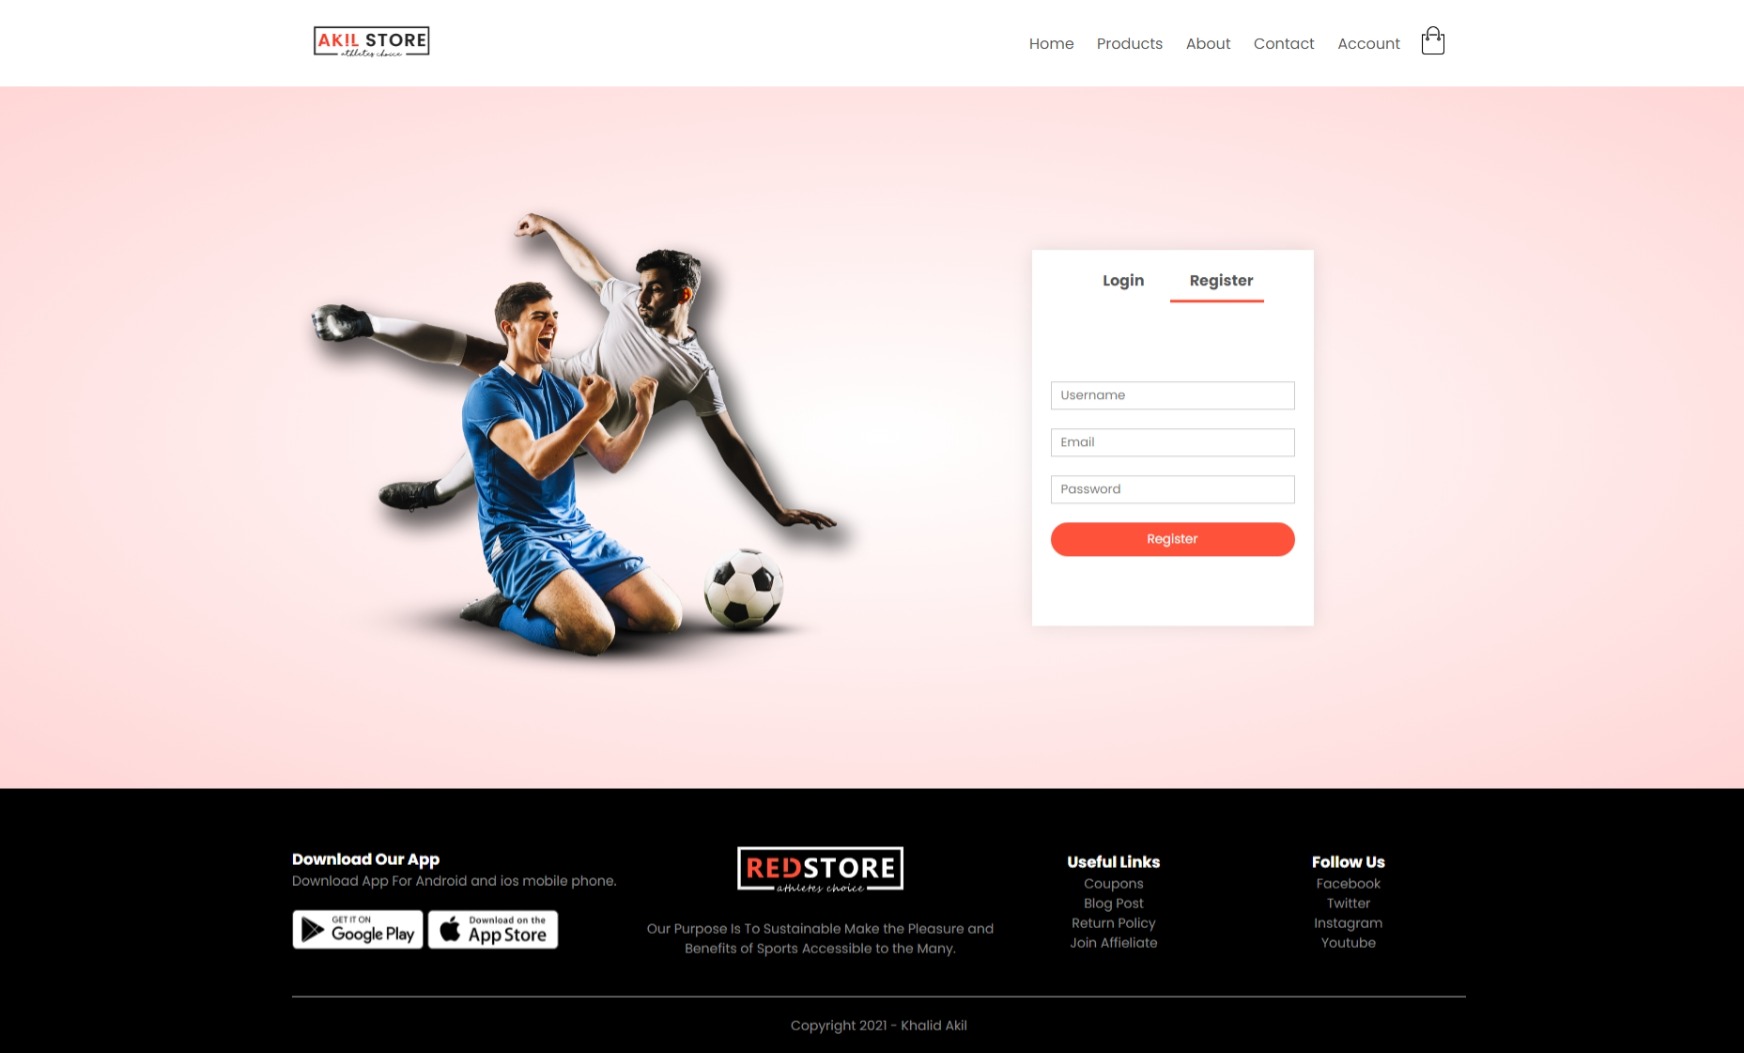 AK!L STORE
athletes choice
Home Products About Contact Account
Login Register
Username
Email
Password
Register
Download Our App
Download App For Android and ios mobile phone.
GET IT ON
Google Play
Download on the
App Store
REDSTORE
athletes choice
Our Purpose Is To Sustainable Make the Pleasure and
Benefits of Sports Accessible to the Many.
Useful Links
Coupons
Blog Post
Return Policy
Join Affieliate
Follow Us
Facebook
Twitter
Instagram
Youtube
Copyright 2021 - Khalid Akil